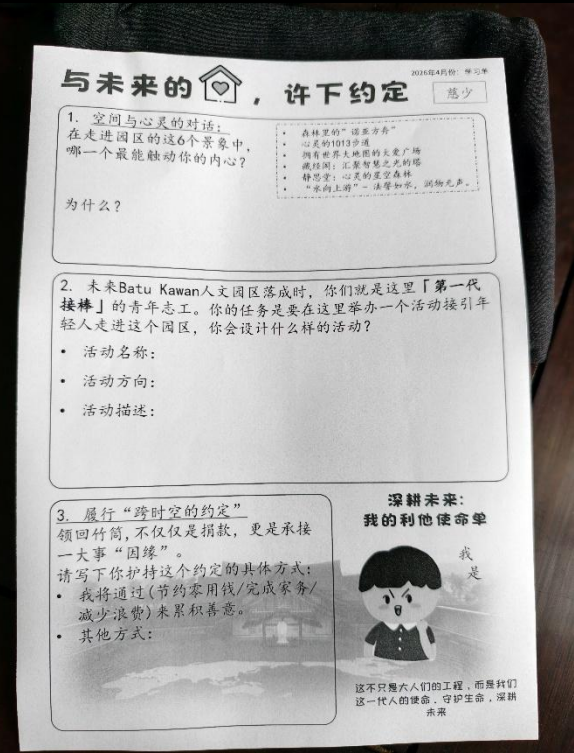 2026年4月份：学习单
与未来的 ，许下约定
慈少
1. 空间与心灵的对话：
在走进园区的这6个景象中，
哪一个最能触动你的内心？
• 森林里的“诺亚方舟”
• 心灵的1013步道
• 拥有世界大地图的大爱广场
• 藏经阁：汇聚智慧之光的塔
• 静思堂：心灵的星空森林
• “水向上游”- 法譬如水，润物无声。
为什么？
2. 未来Batu Kawan人文园区落成时，你们就是这里「第一代
接棒」的青年志工。你的任务是要在这里举办一个活动接引年
轻人走进这个园区，你会设计什么样的活动？
• 活动名称：
• 活动方向：
• 活动描述：
3. 履行“跨时空的约定”
领回竹筒，不仅仅是捐款，更是承接
一大事“因缘”。
请写下你护持这个约定的具体方式：
• 我将通过(节约零用钱/完成家务/
减少浪费)来累积善意。
• 其他方式：
深耕未来：
我的利他使命单
我
是
这不只是大人们的工程，而是我们
这一代人的使命，守护生命，深耕
未来